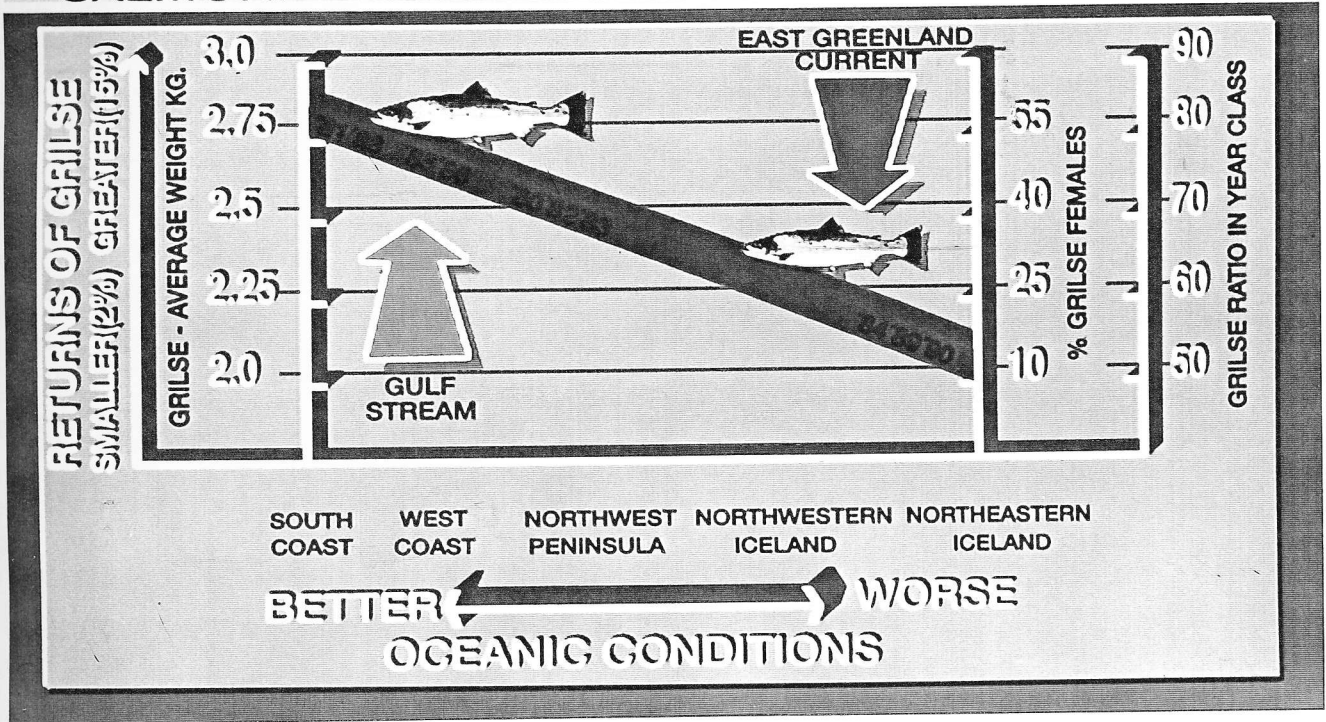 EAST GREENLAND
CURRENT
RETURNS OF GRILSE
SMALLER(2%) GREATER(15%)
GRILSE - AVERAGE WEIGHT KG.
3,0
2,75
2,5
2,25
2,0
GULF
STREAM
55
40
25
10
% GRILSE FEMALES
90
80
70
60
50
GRILSE RATIO IN YEAR CLASS
SOUTH
COAST
WEST
COAST
NORTHWEST
PENINSULA
NORTHWESTERN
ICELAND
NORTHEASTERN
ICELAND
BETTER
WORSE
OCEANIC CONDITIONS